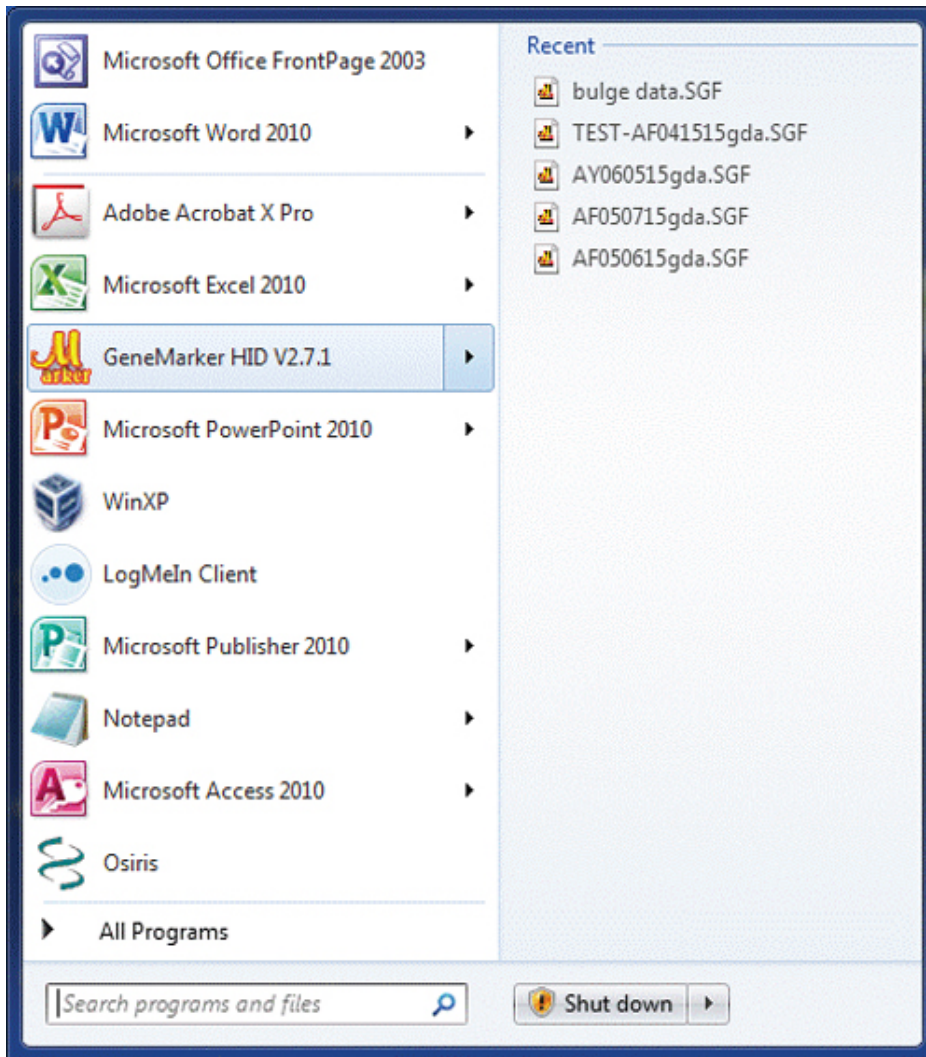 Microsoft Office FrontPage 2003
Microsoft Word 2010
Adobe Acrobat X Pro
Microsoft Excel 2010
GeneMarker HID V2.7.1
Microsoft PowerPoint 2010
WinXP
LogMeIn Client
Microsoft Publisher 2010
Notepad
Microsoft Access 2010
Osiris
All Programs
Search programs and files
Recent
bulge data.SGF
TEST-AF041515gda.SGF
AY060515gda.SGF
AF050715gda.SGF
AF050615gda.SGF
Shut down